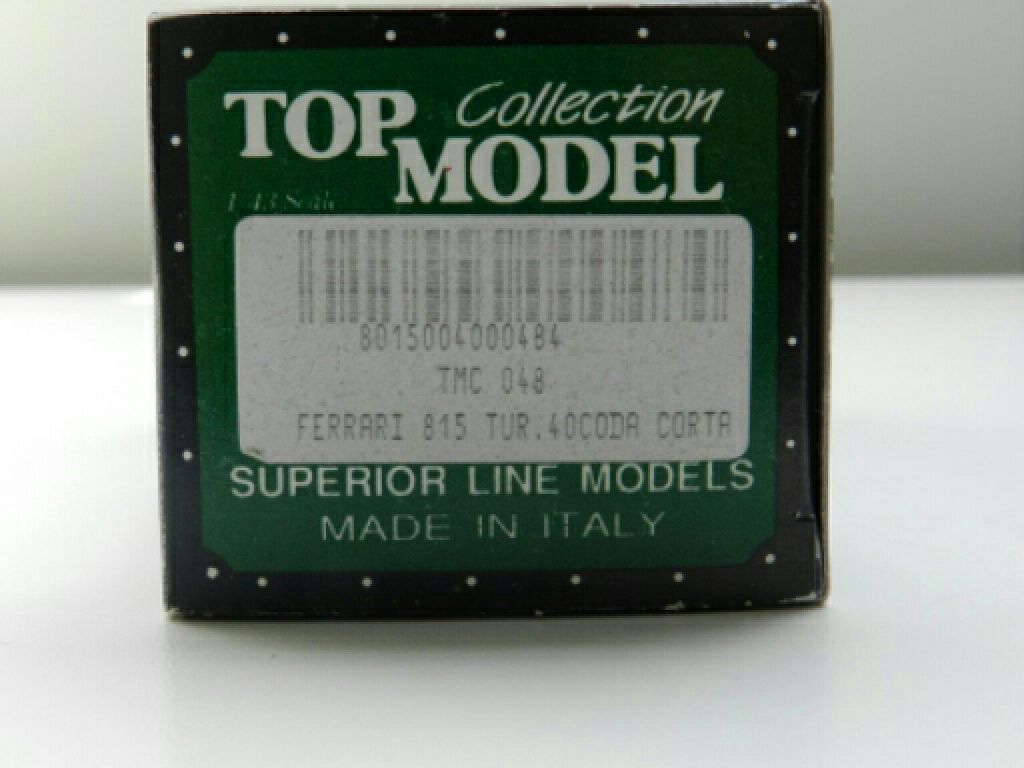 Collection
TOP MODEL
1/43 Scale
8015004000484
TMC 048
FERRARI 815 TUR.40CODA CORTA
SUPERIOR LINE MODELS
MADE IN ITALY